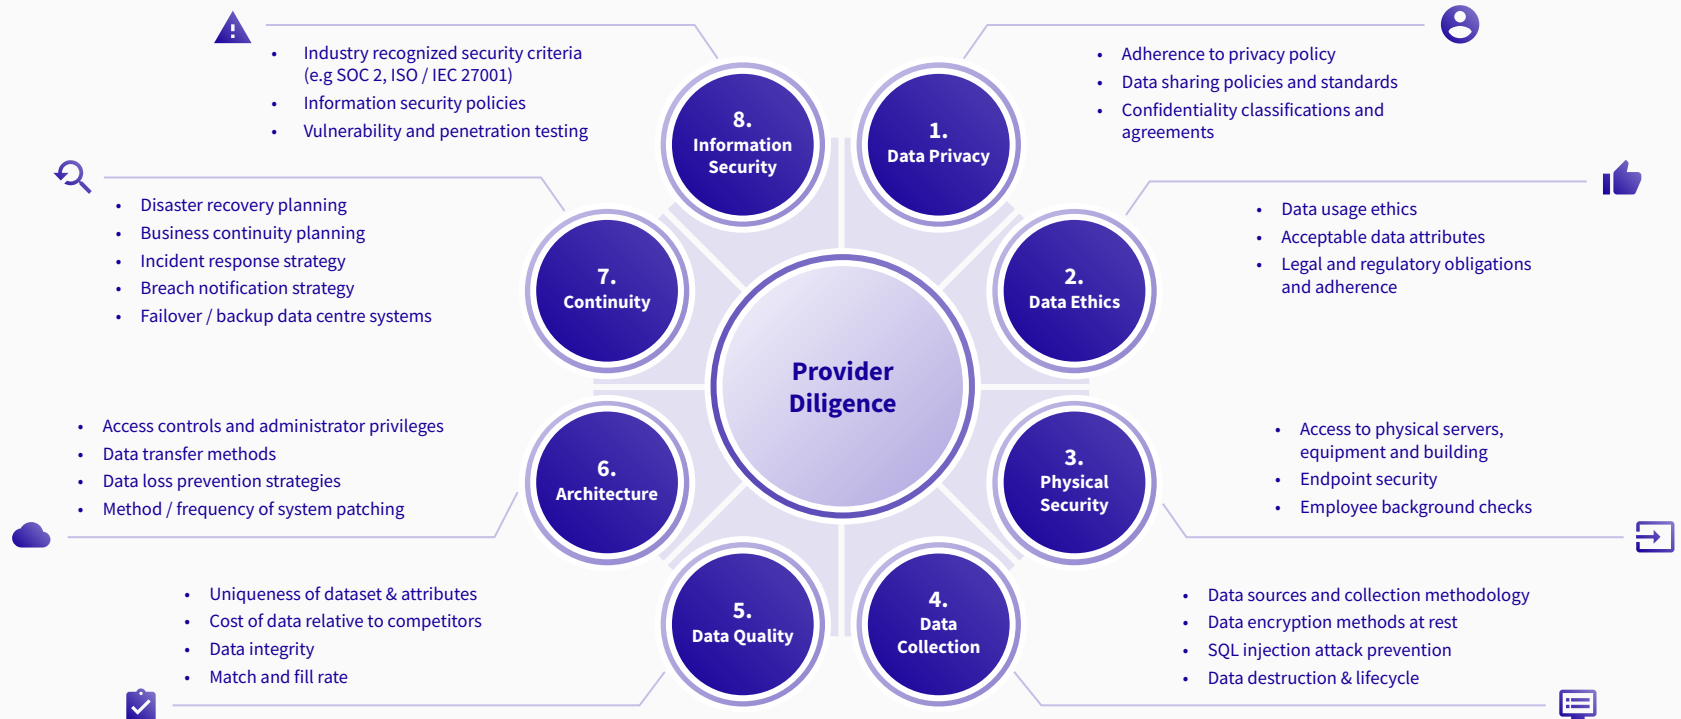 Provider
Diligence
1.
Data Privacy
• Adherence to privacy policy
• Data sharing policies and standards
• Confidentiality classifications and
agreements
2.
Data Ethics
• Data usage ethics
• Acceptable data attributes
• Legal and regulatory obligations
and adherence
3.
Physical
Security
• Access to physical servers,
equipment and building
• Endpoint security
• Employee background checks
4.
Data
Collection
• Data sources and collection methodology
• Data encryption methods at rest
• SQL injection attack prevention
• Data destruction & lifecycle
5.
Data Quality
• Uniqueness of dataset & attributes
• Cost of data relative to competitors
• Data integrity
• Match and fill rate
6.
Architecture
• Access controls and administrator privileges
• Data transfer methods
• Data loss prevention strategies
• Method / frequency of system patching
7.
Continuity
• Disaster recovery planning
• Business continuity planning
• Incident response strategy
• Breach notification strategy
• Failover / backup data centre systems
8.
Information
Security
• Industry recognized security criteria
(e.g SOC 2, ISO / IEC 27001)
• Information security policies
• Vulnerability and penetration testing